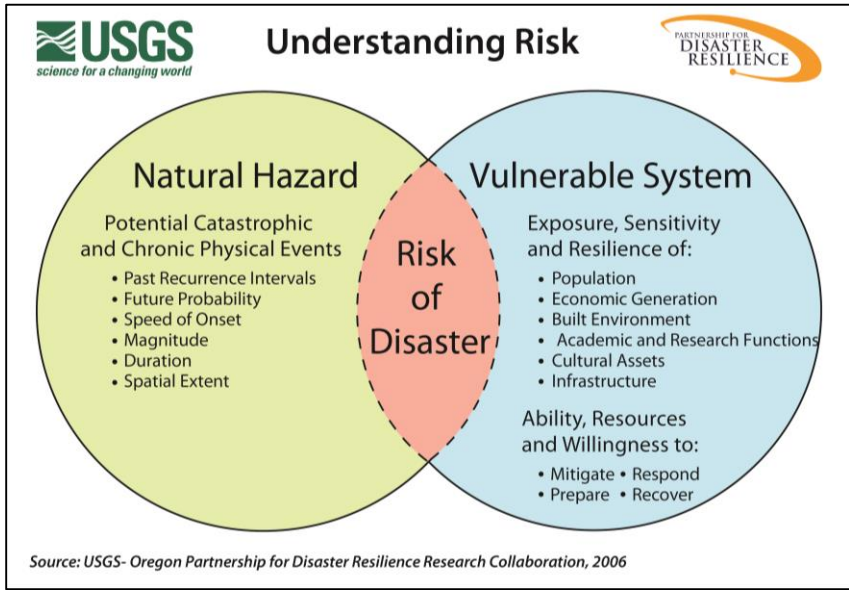 USGS
science for a changing world
Understanding Risk
PARTNERSHIP FOR
DISASTER
RESILIENCE
Natural Hazard
Potential Catastrophic
and Chronic Physical Events
• Past Recurrence Intervals
• Future Probability
• Speed of Onset
• Magnitude
• Duration
• Spatial Extent
Risk
of
Disaster
Vulnerable System
Exposure, Sensitivity
and Resilience of:
• Population
• Economic Generation
• Built Environment
• Academic and Research Functions
• Cultural Assets
• Infrastructure
Ability, Resources
and Willingness to:
• Mitigate • Respond
• Prepare • Recover
Source: USGS- Oregon Partnership for Disaster Resilience Research Collaboration, 2006